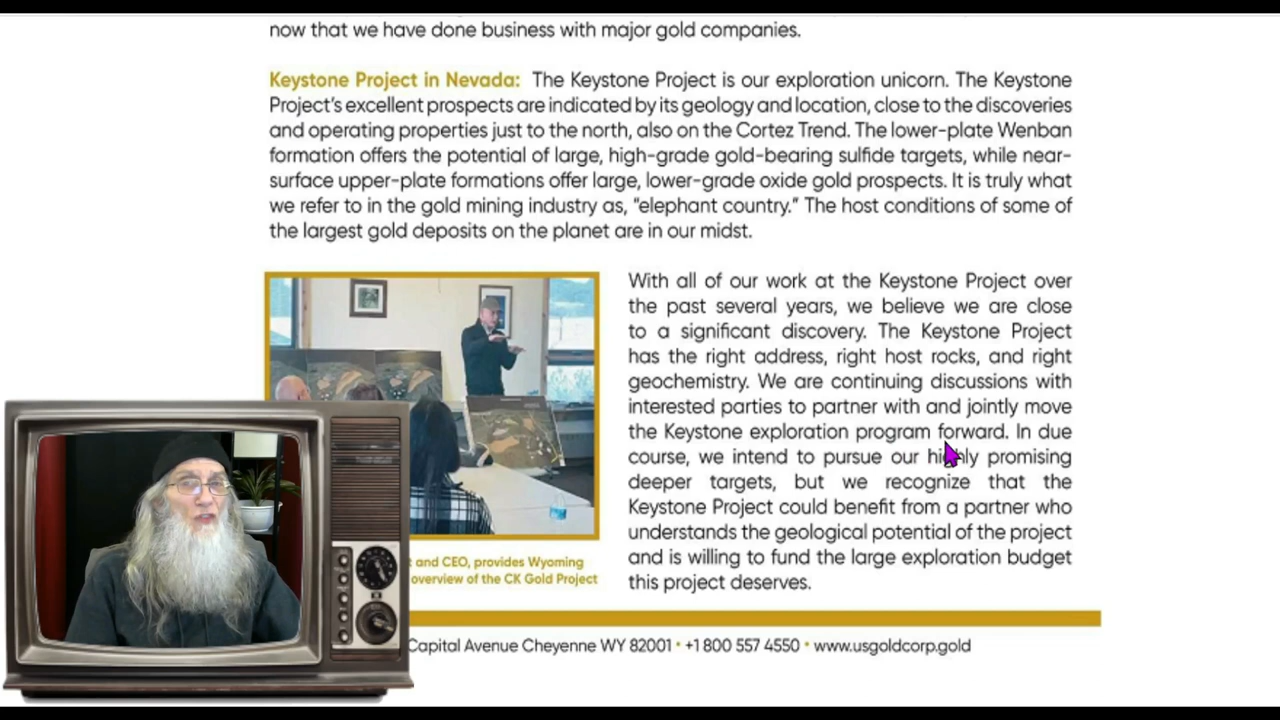 now that we have done business with major gold companies.
Keystone Project in Nevada: The Keystone Project is our exploration unicorn. The Keystone
Project's excellent prospects are indicated by its geology and location, close to the discoveries
and operating properties just to the north, also on the Cortez Trend. The lower-plate Wenban
formation offers the potential of large, high-grade gold-bearing sulfide targets, while near-
surface upper-plate formations offer large, lower-grade oxide gold prospects. It is truly what
we refer to in the gold mining industry as, “elephant country.” The host conditions of some of
the largest gold deposits on the planet are in our midst.
With all of our work at the Keystone Project over
the past several years, we believe we are close
to a significant discovery. The Keystone Project
has the right address, right host rocks, and right
geochemistry. We are continuing discussions with
interested parties to partner with and jointly move
the Keystone exploration program forward. In due
course, we intend to pursue our highly promising
deeper targets, but we recognize that the
Keystone Project could benefit from a partner who
understands the geological potential of the project
and is willing to fund the large exploration budget
this project deserves.
and CEO, provides Wyoming
overview of the CK Gold Project
Capital Avenue Cheyenne WY 82001 • +1 800 557 4550 • www.usgoldcorp.gold